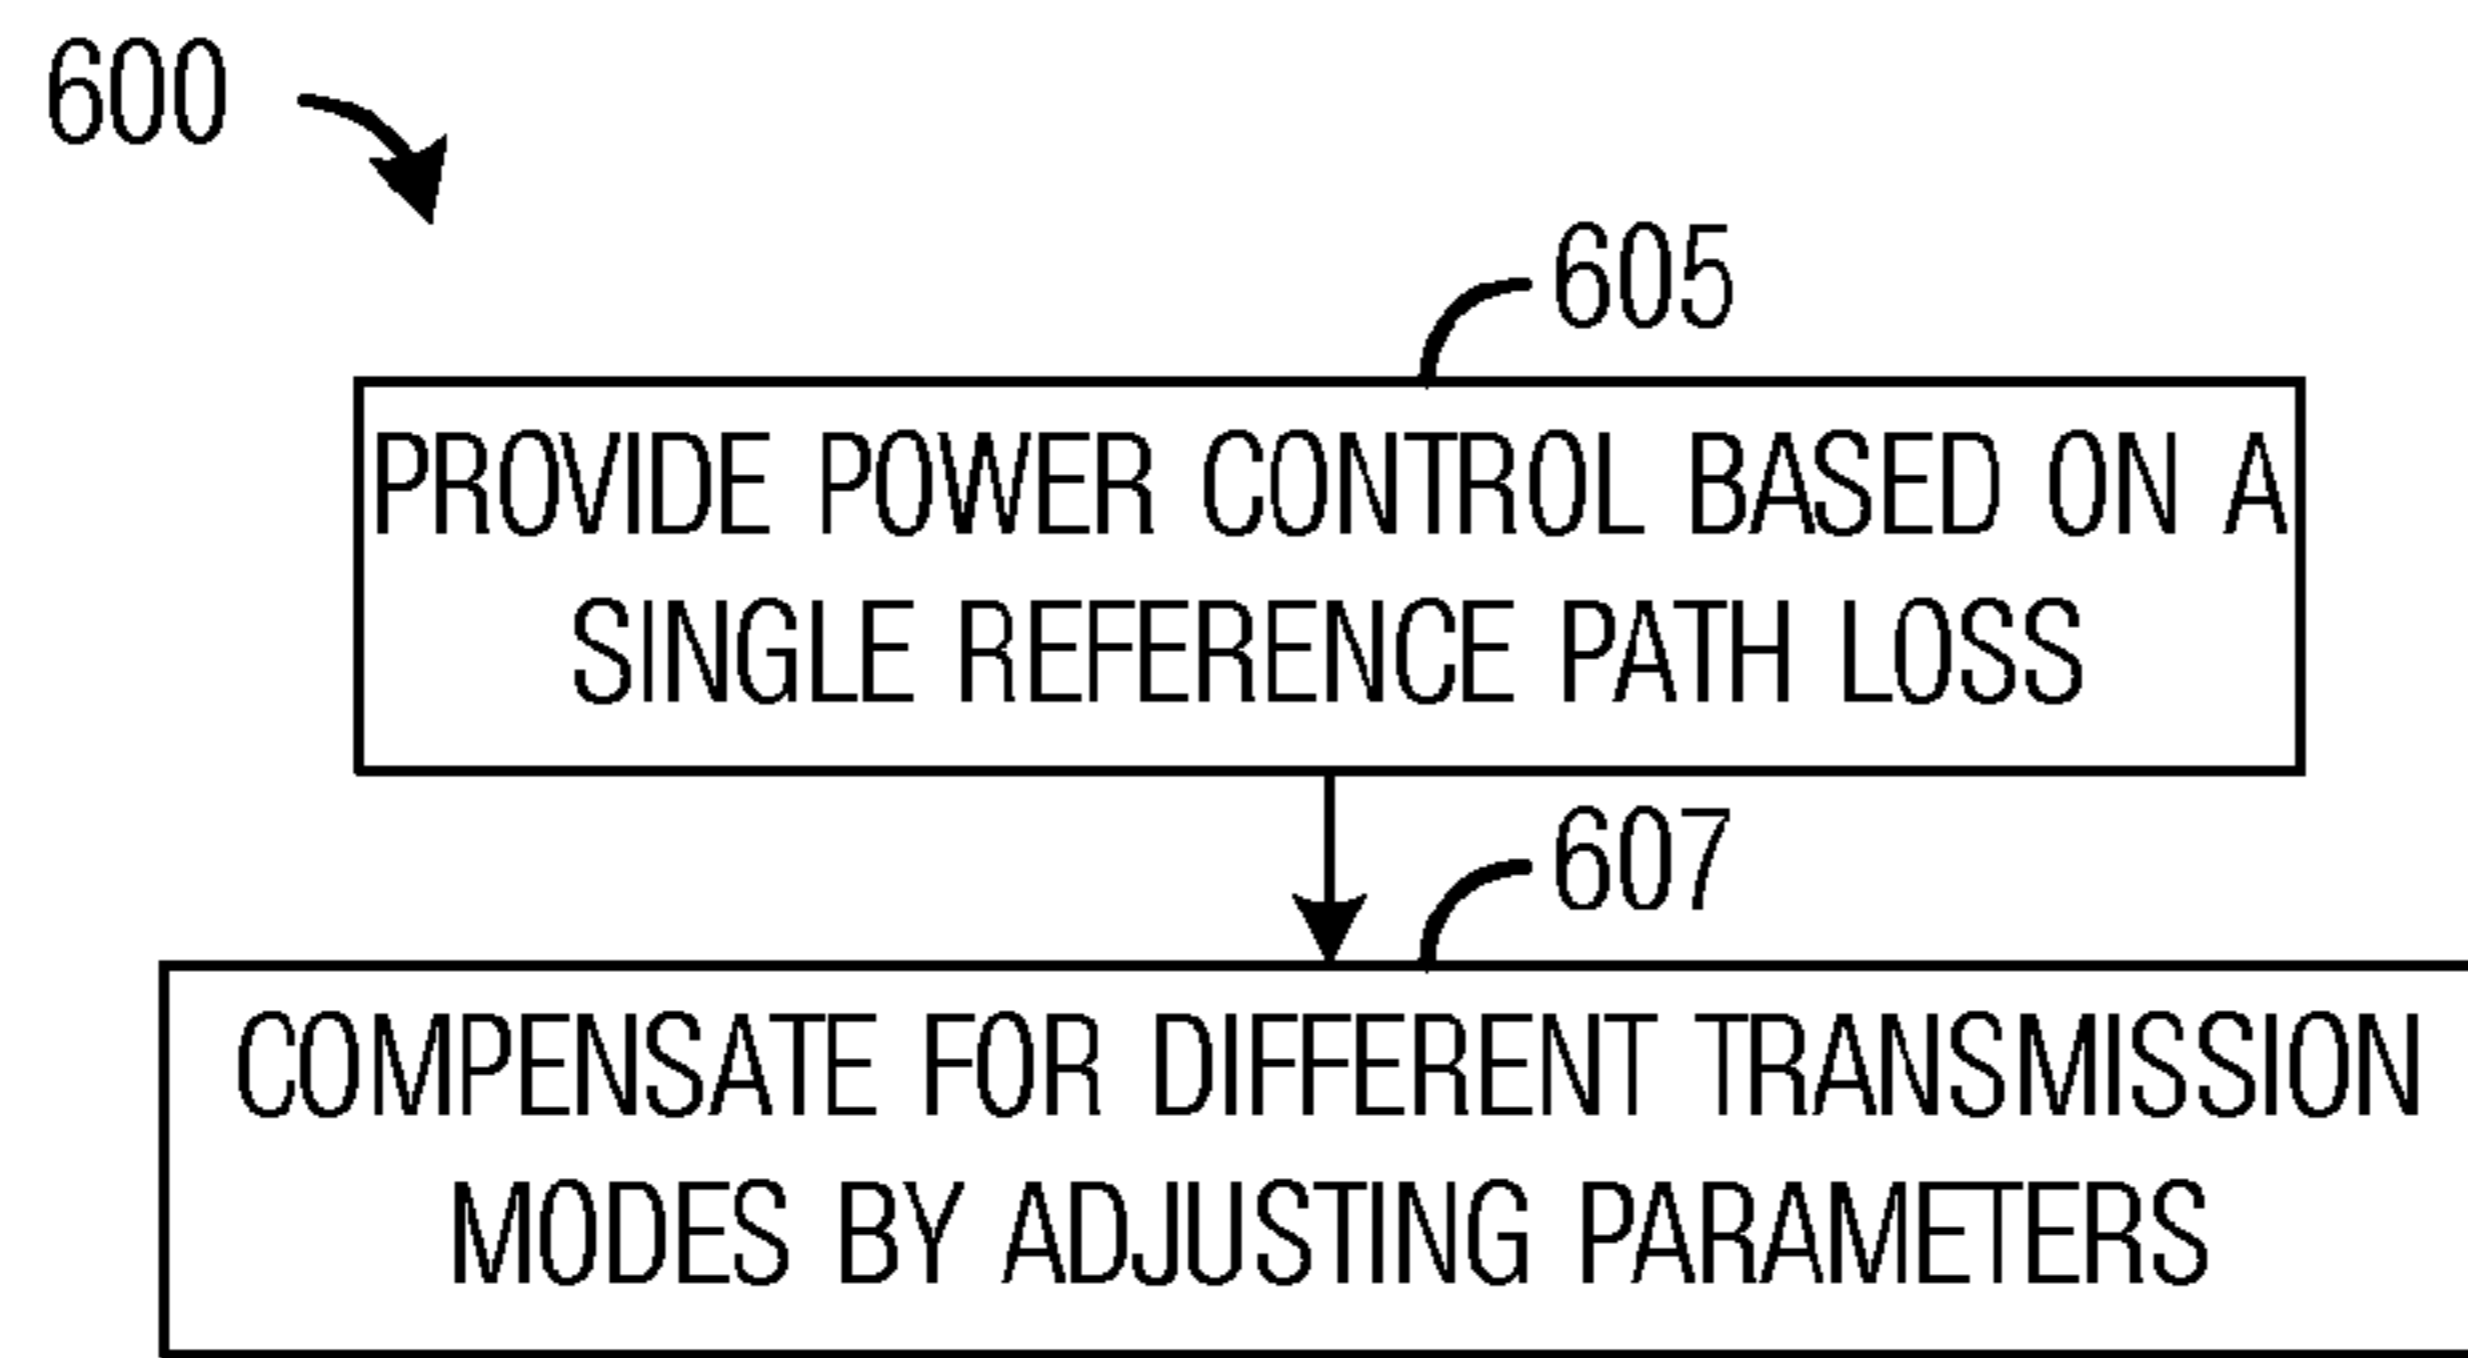 600
605
PROVIDE POWER CONTROL BASED ON A
SINGLE REFERENCE PATH LOSS
607
COMPENSATE FOR DIFFERENT TRANSMISSION
MODES BY ADJUSTING PARAMETERS